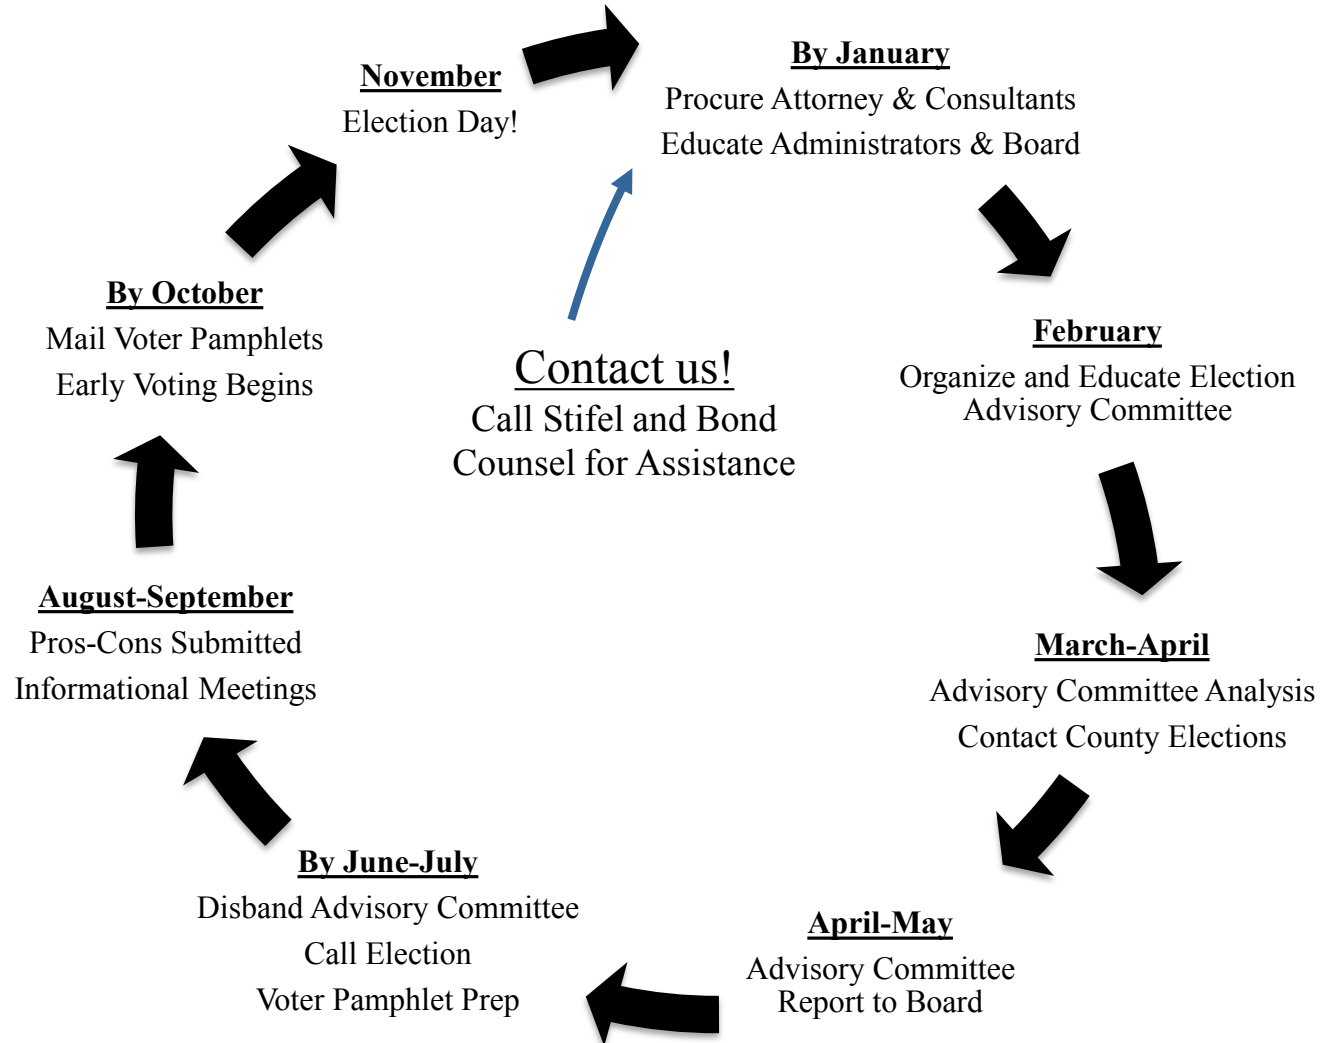 By January
Procure Attorney & Consultants
Educate Administrators & Board
February
Organize and Educate Election
Advisory Committee
March-April
Advisory Committee Analysis
Contact County Elections
April-May
Advisory Committee
Report to Board
By June-July
Disband Advisory Committee
Call Election
Voter Pamphlet Prep
August-September
Pros-Cons Submitted
Informational Meetings
By October
Mail Voter Pamphlets
Early Voting Begins
November
Election Day!
Contact us!
Call Stifel and Bond
Counsel for Assistance